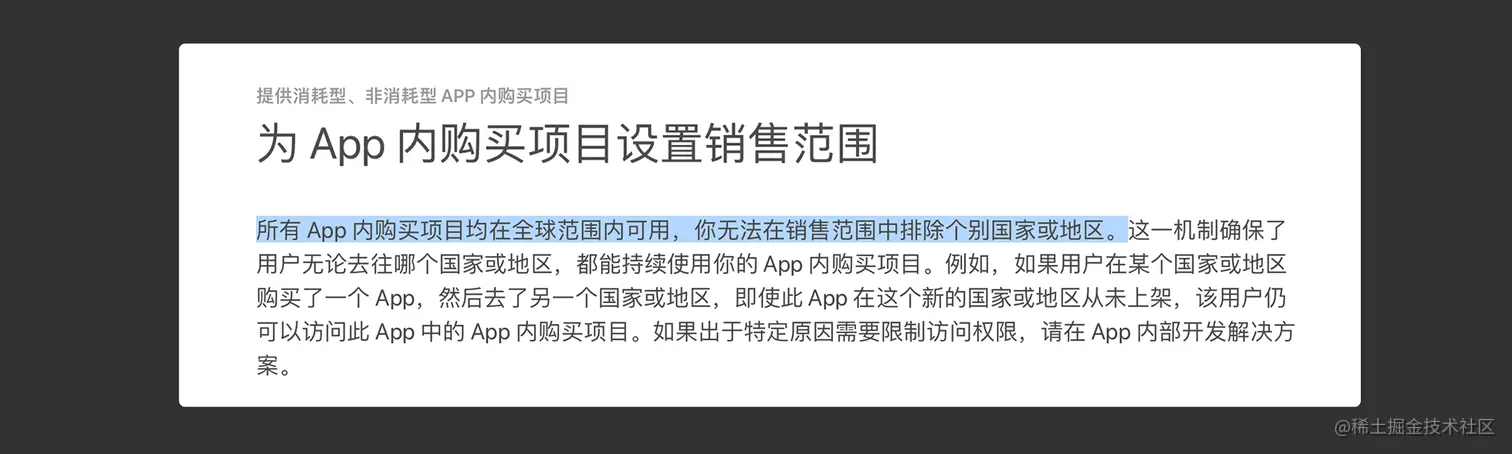 提供消耗型、非消耗型 APP 内购买项目
为 App 内购买项目设置销售范围
所有 App 内购买项目均在全球范围内可用，你无法在销售范围中排除个别国家或地区。这一机制确保了
用户无论去往哪个国家或地区，都能持续使用你的 App 内购买项目。例如，如果用户在某个国家或地区
购买了一个 App，然后去了另一个国家或地区，即使此 App 在这个新的国家或地区从未上架，该用户仍
可以访问此 App 中的 App 内购买项目。如果出于特定原因需要限制访问权限，请在 App 内部开发解决方
案。
@稀土掘金技术社区